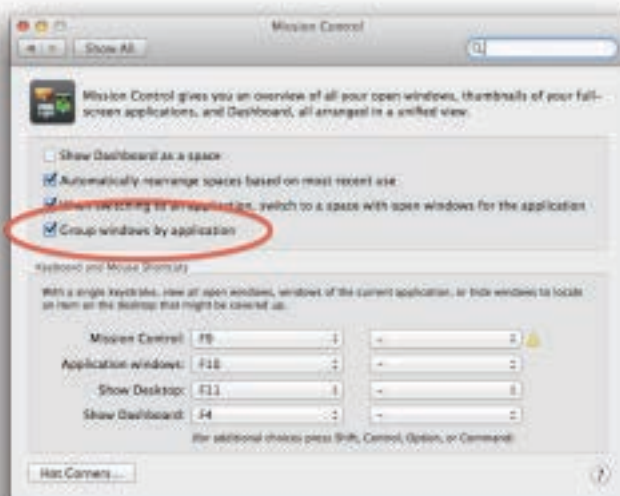 Mission Control
Show All
Mission Control gives you an overview of all your open windows, thumbnails of your full-
screen applications, and Dashboard, all arranged in a unified view.
Show Dashboard as a space
Automatically rearrange spaces based on most recent use
When switching to an application, switch to a space with open windows for the application
Group windows by application
Keyboard and Mouse Shortcuts
With a single keystroke, view all open windows, windows of the current application, or hide windows to locate
an item on the desktop that might be covered up.
Mission Control: F9 -
Application windows: F10 -
Show Desktop: F11 -
Show Dashboard: F4 -
(for additional choices press Shift, Control, Option, or Command)
Hot Corners... ?